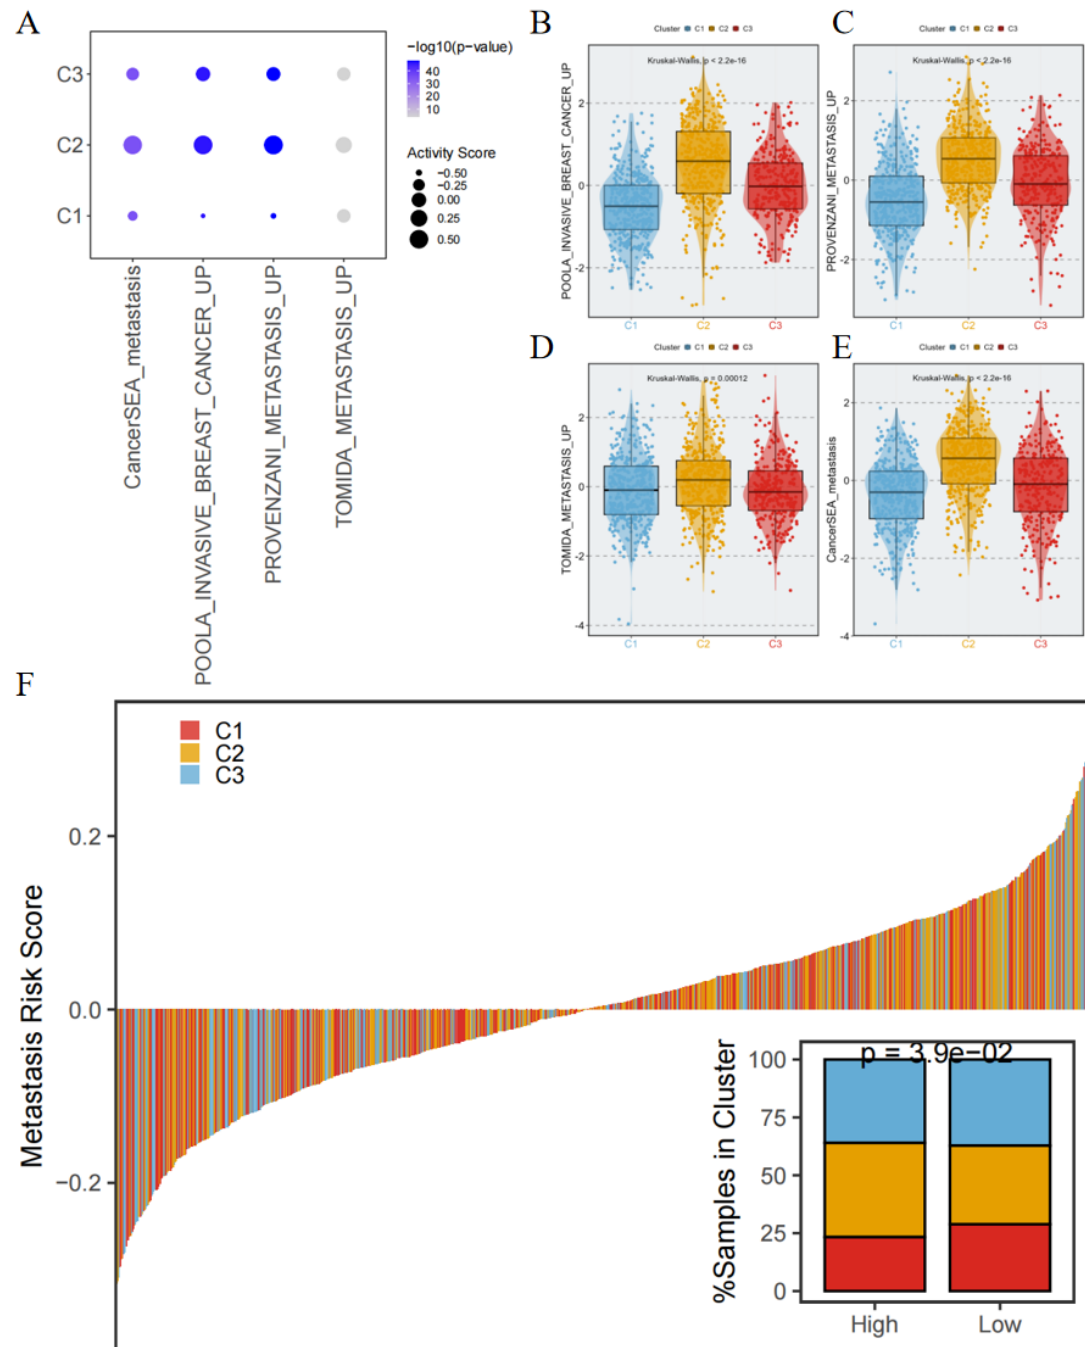 A
C3
C2
C1
CancerSEA_metastasis
POOLA_INVASIVE_BREAST_CANCER_UP
PROVENZANI_METASTASIS_UP
TOMIDA_METASTASIS_UP
−log10(p−value)
40
30
20
10
Activity Score
−0.50
−0.25
0.00
0.25
0.50
B
Cluster C1 C2 C3
Kruskal-Wallis, p < 2.2e-16
POOLA_INVASIVE_BREAST_CANCER_UP
2
0
-2
C1 C2 C3
C
Cluster C1 C2 C3
Kruskal-Wallis, p < 2.2e-16
PROVENZANI_METASTASIS_UP
2
0
-2
C1 C2 C3
D
Cluster C1 C2 C3
Kruskal-Wallis, p = 0.00012
TOMIDA_METASTASIS_UP
2
0
-2
-4
C1 C2 C3
E
Cluster C1 C2 C3
Kruskal-Wallis, p < 2.2e-16
CancerSEA_metastasis
2
0
-2
-4
C1 C2 C3
F
C1
C2
C3
Metastasis Risk Score
0.2
0.0
−0.2
p = 3.9e−02
%Samples in Cluster
100
75
50
25
0
High Low